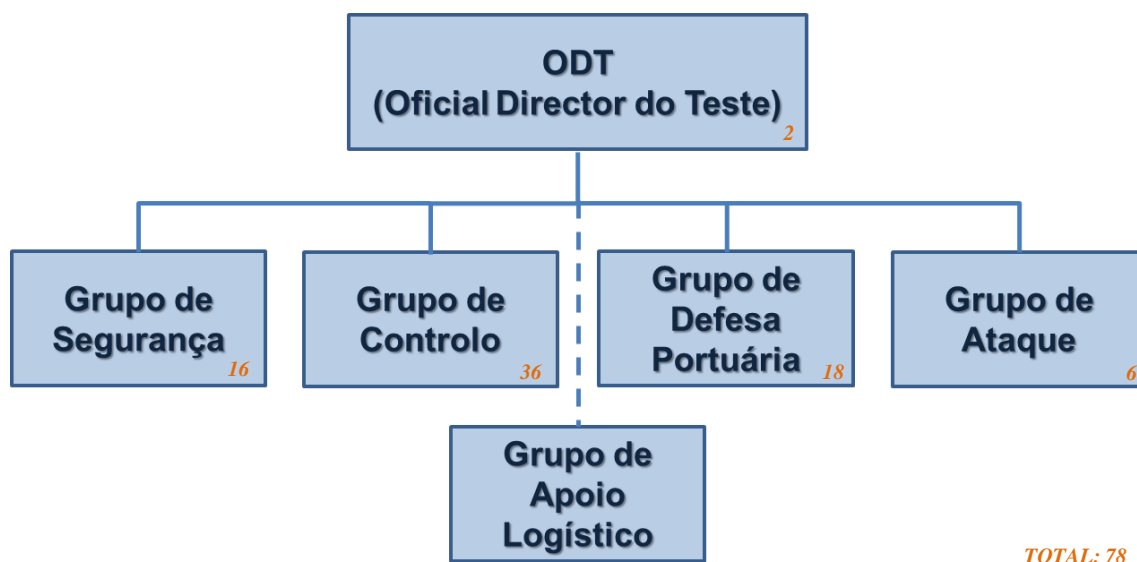 ODT
(Oficial Director do Teste)
2
Grupo de
Segurança
16
Grupo de
Controlo
36
Grupo de
Defesa
Portuária
18
Grupo de
Ataque
6
Grupo de
Apoio
Logístico
TOTAL: 78